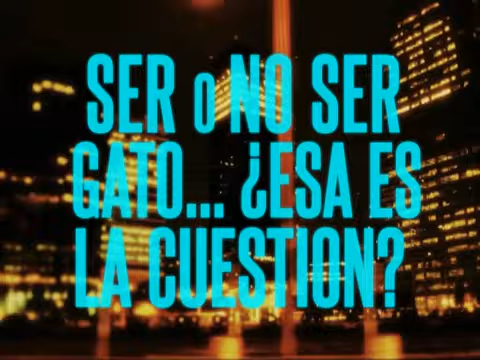 SER o NO SER
GATO... ¿ESA ES
LA CUESTION?